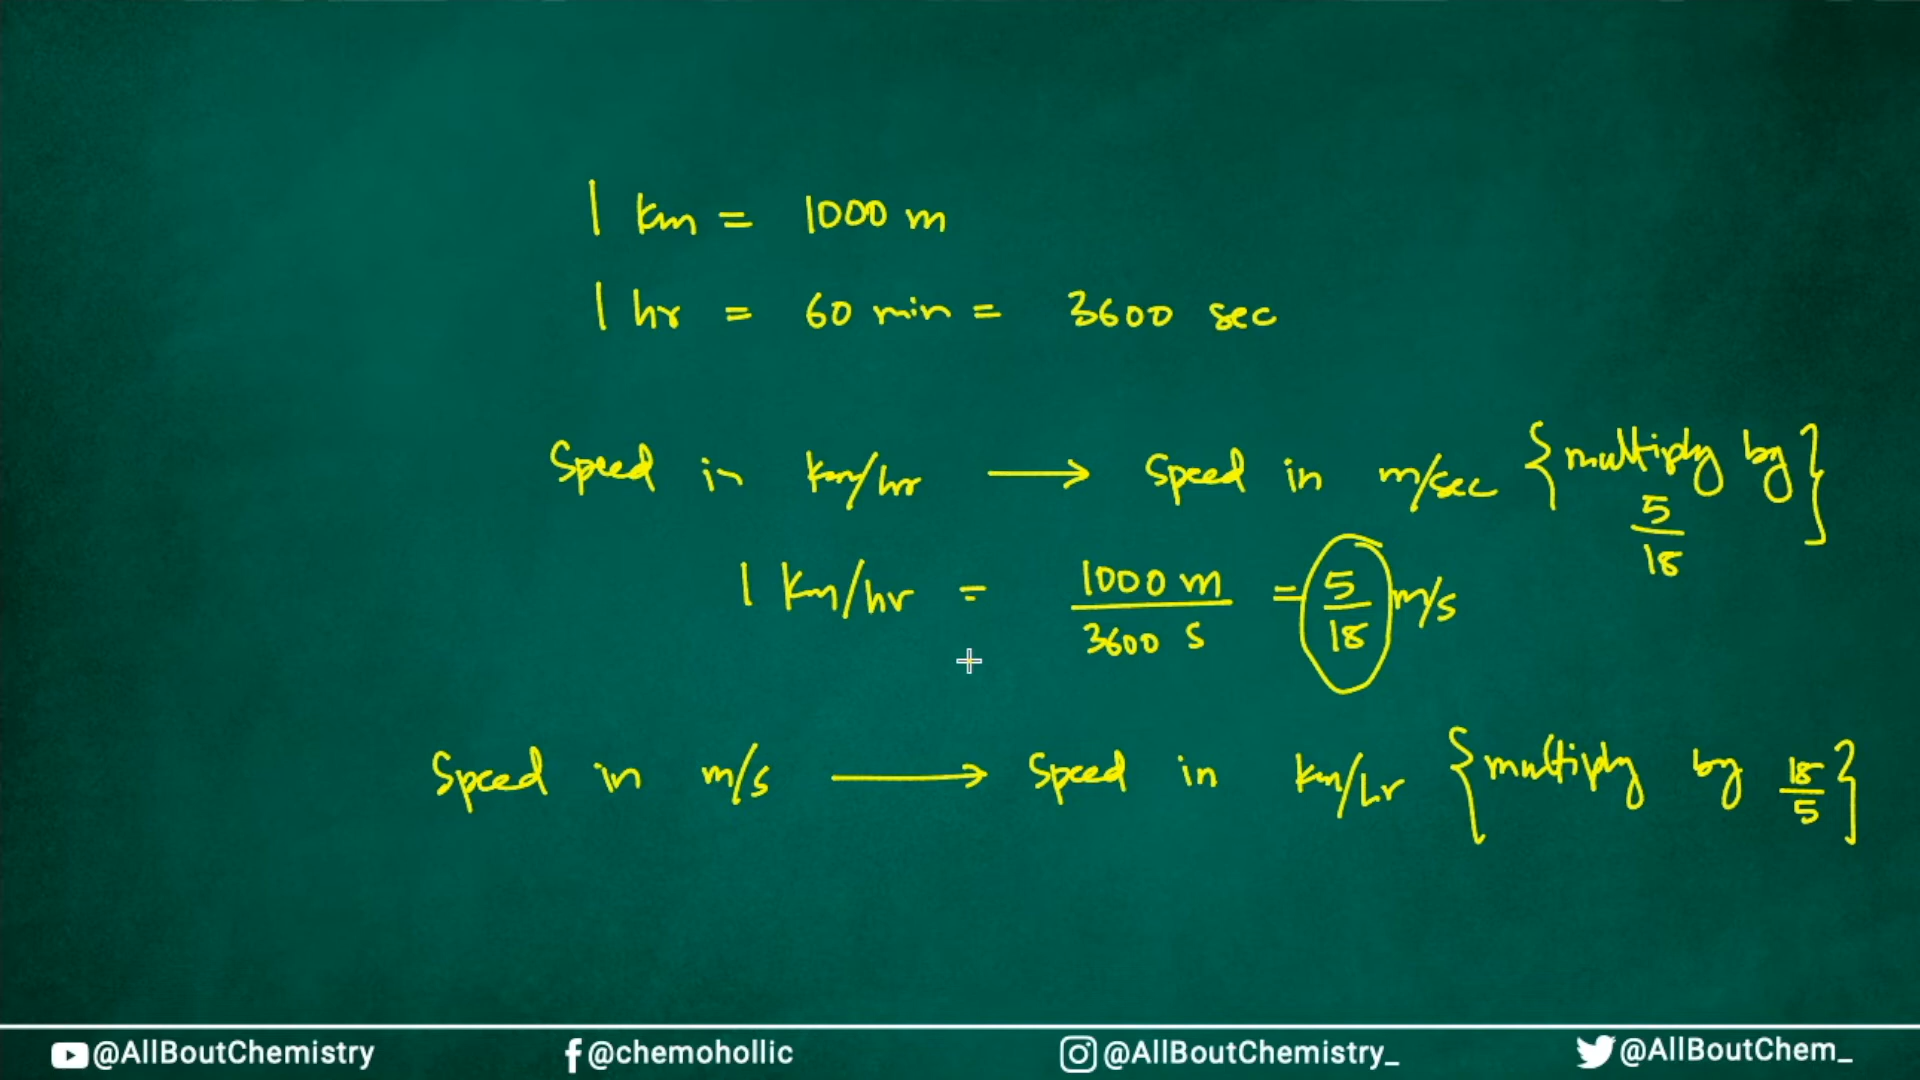 1 km = 1000 m
1 hr = 60 min = 3600 sec
Speed in km/hr → Speed in m/sec {multiply by 5/18}
1 Km/hr = 1000 m / 3600 s = 5/18 m/s
Speed in m/s → Speed in km/hr {multiply by 18/5}
@AllBoutChemistry @chemohollic @AllBoutChemistry_ @AllBoutChem_